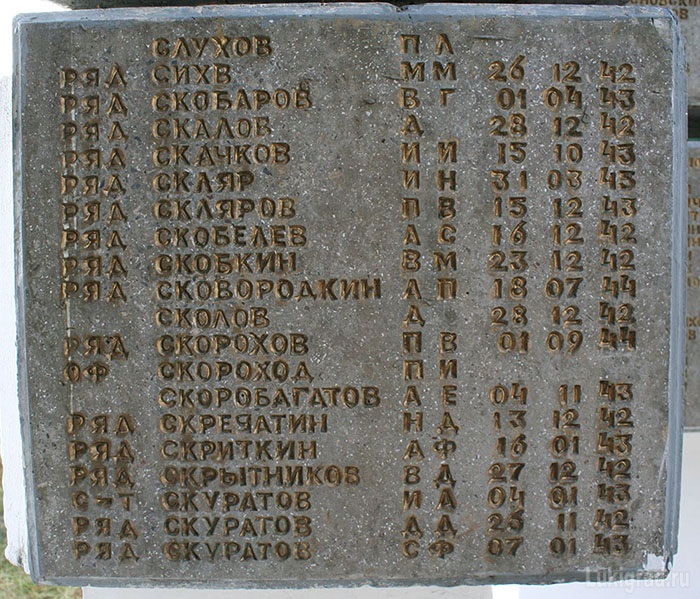 СЛУХОВ П Л
РЯД СИХВ М М 26 12 42
РЯД СКОБАРОВ В Г 01 04 43
РЯД СКАЛОВ А 28 12 42
РЯД СКАЧКОВ И И 15 10 43
РЯД СКЛЯР И Н 31 03 43
РЯД СКЛЯРОВ П В 15 12 43
РЯД СКОБЕЛЕВ А С 16 12 42
РЯД СКОБКИН В М 23 12 42
РЯД СКОВОРОДКИН А П 18 07 44
СКОЛОВ Д 28 12 42
РЯД СКОРОХОВ П В 01 09 44
ОФ СКОРОХОД П И
СКОРОБАГАТОВ А Е 04 11 43
РЯД СКРЕЧАТИН Н Д 13 12 42
РЯД СКРИТКИН А Ф 16 01 43
РЯД СКРЫТНИКОВ В Д 27 12 42
С-Т СКУРАТОВ И А 04 01 43
РЯД СКУРАТОВ Д Д 25 11 42
РЯД СКУРАТОВ С Ф 07 01 43
Lukigrad.ru